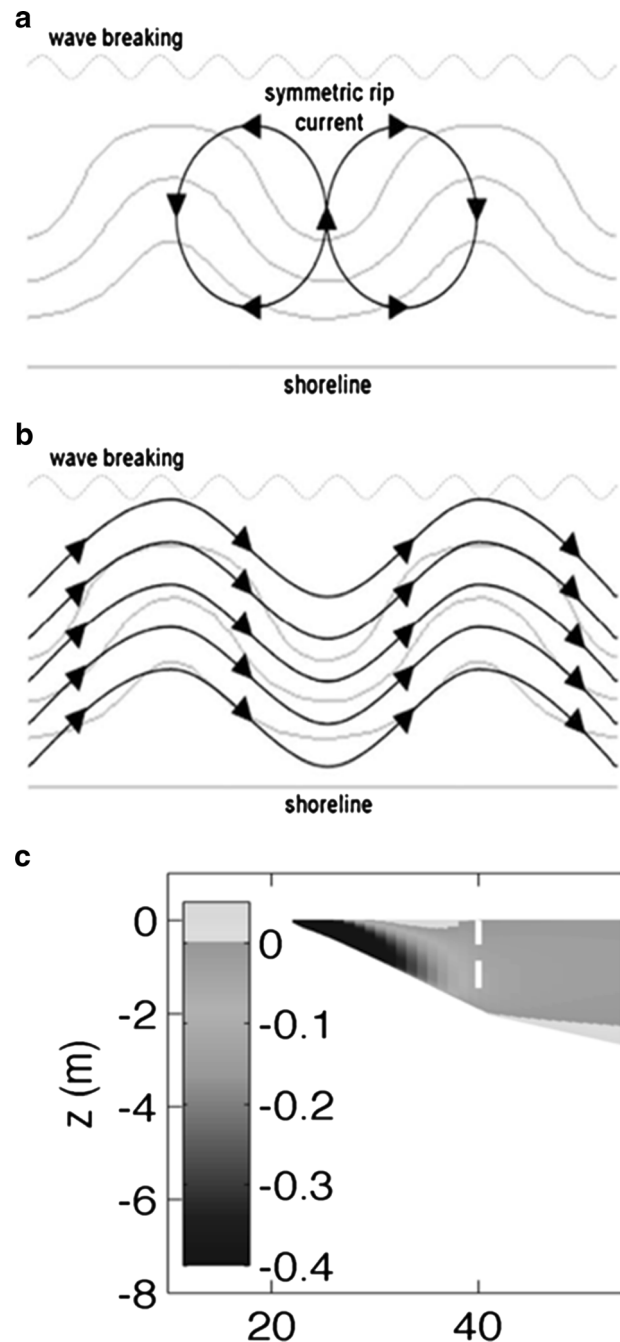 a
wave breaking
symmetric rip
current
shoreline
b
wave breaking
shoreline
c
0
-2
-4
-6
-8
z (m)
0
-0.1
-0.2
-0.3
-0.4
20
40